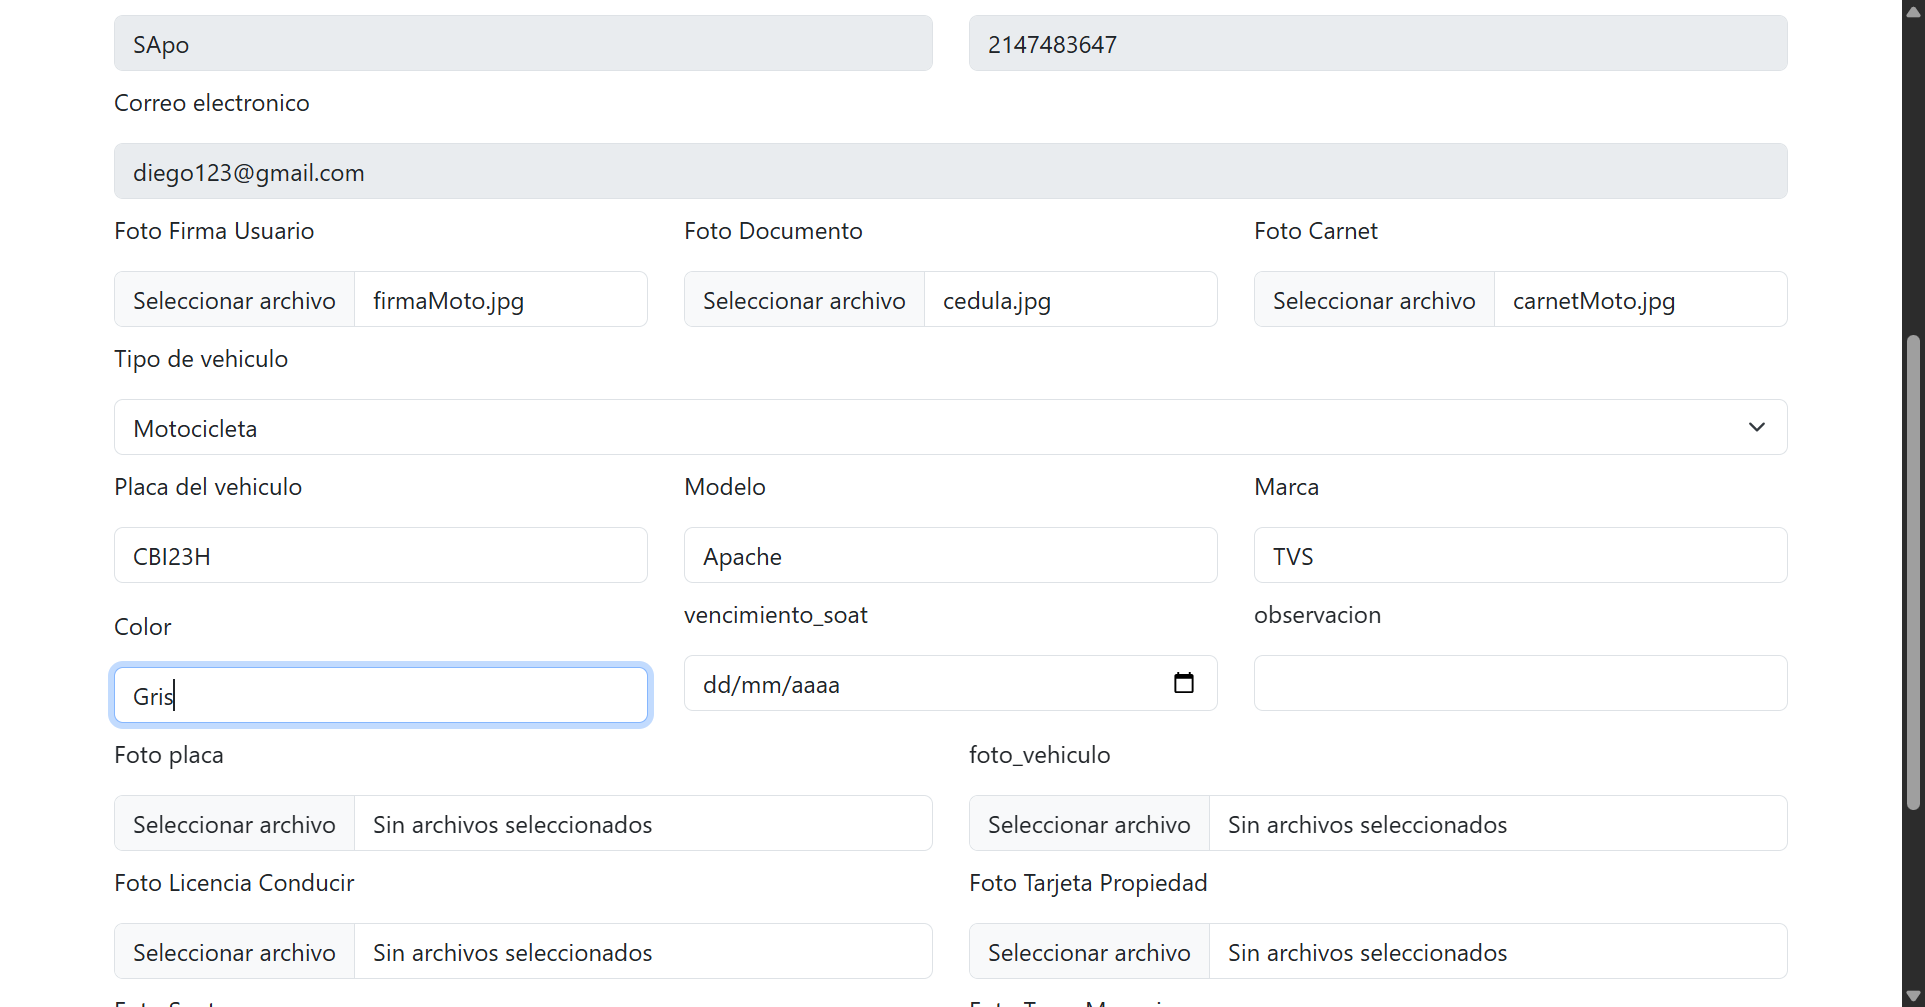 SApo 2147483647
Correo electronico
diego123@gmail.com
Foto Firma Usuario Foto Documento Foto Carnet
Seleccionar archivo firmaMoto.jpg Seleccionar archivo cedula.jpg Seleccionar archivo carnetMoto.jpg
Tipo de vehiculo
Motocicleta
Placa del vehiculo Modelo Marca
CBI23H Apache TVS
Color vencimiento_soat observacion
Gris dd/mm/aaaa
Foto placa foto_vehiculo
Seleccionar archivo Sin archivos seleccionados Seleccionar archivo Sin archivos seleccionados
Foto Licencia Conducir Foto Tarjeta Propiedad
Seleccionar archivo Sin archivos seleccionados Seleccionar archivo Sin archivos seleccionados